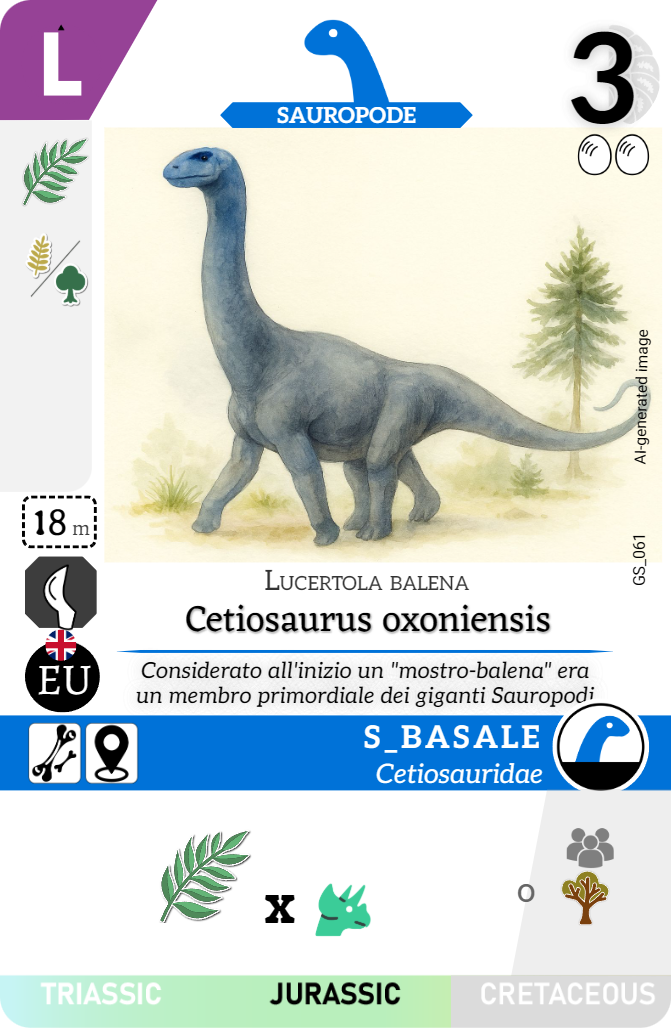 L
SAUROPODE
3
AI-generated image
18 m
GS_061
Lucertola balena
Cetiosaurus oxoniensis
EU
Considerato all'inizio un "mostro-balena" era
un membro primordiale dei giganti Sauropodi
S_BASALE
Cetiosauridae
x
o
TRIASSIC JURASSIC CRETACEOUS